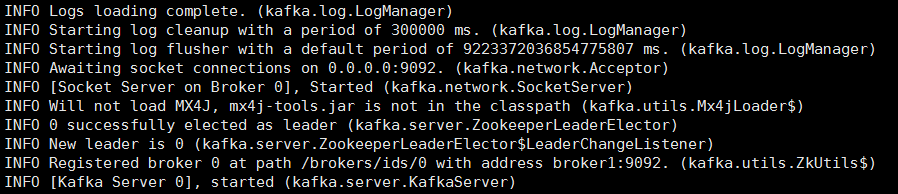 INFO Logs loading complete. (kafka.log.LogManager)
INFO Starting log cleanup with a period of 300000 ms. (kafka.log.LogManager)
INFO Starting log flusher with a default period of 9223372036854775807 ms. (kafka.log.LogManager)
INFO Awaiting socket connections on 0.0.0.0:9092. (kafka.network.Acceptor)
INFO [Socket Server on Broker 0], Started (kafka.network.SocketServer)
INFO Will not load MX4J, mx4j-tools.jar is not in the classpath (kafka.utils.Mx4jLoader$)
INFO 0 successfully elected as leader (kafka.server.ZookeeperLeaderElector)
INFO New leader is 0 (kafka.server.ZookeeperLeaderElector$LeaderChangeListener)
INFO Registered broker 0 at path /brokers/ids/0 with address broker1:9092. (kafka.utils.ZkUtils$)
INFO [Kafka Server 0], started (kafka.server.KafkaServer)